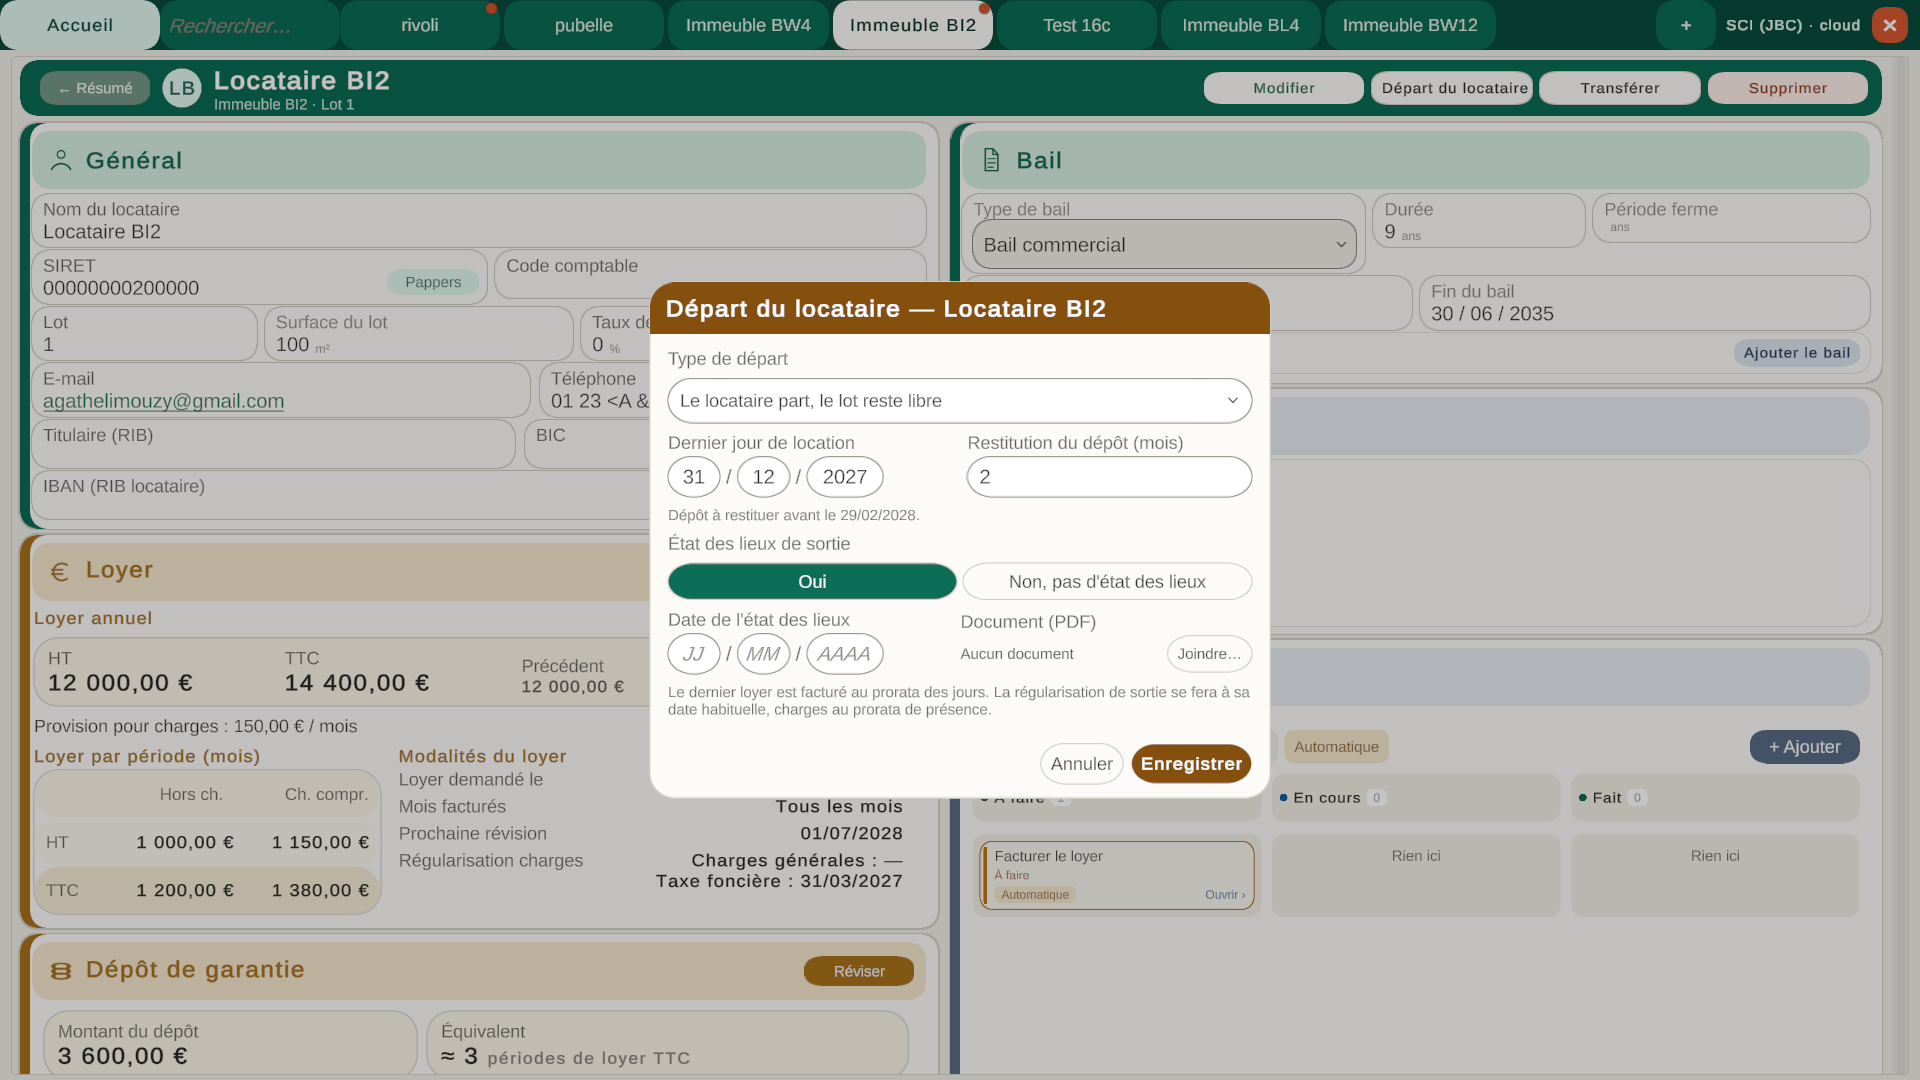 Accueil
Rechercher...
rivoli
pubelle
Immeuble BW4
Immeuble BI2
Test 16c
Immeuble BL4
Immeuble BW12
+
SCI (JBC) · cloud
×
← Résumé
LB
Locataire BI2
Immeuble BI2 · Lot 1
Modifier
Départ du locataire
Transférer
Supprimer
Général
Nom du locataire
Locataire BI2
SIRET
00000000200000
Pappers
Code comptable
Lot
1
Surface du lot
100 m²
Taux de
0 %
E-mail
agathelimouzy@gmail.com
Téléphone
01 23 <A &
Titulaire (RIB)
BIC
IBAN (RIB locataire)
Bail
Type de bail
Bail commercial
Durée
9 ans
Période ferme
ans
Fin du bail
30 / 06 / 2035
Ajouter le bail
Départ du locataire — Locataire BI2
Type de départ
Le locataire part, le lot reste libre
Dernier jour de location
31 / 12 / 2027
Restitution du dépôt (mois)
2
Dépôt à restituer avant le 29/02/2028.
État des lieux de sortie
Oui
Non, pas d'état des lieux
Date de l'état des lieux
JJ / MM / AAAA
Document (PDF)
Aucun document
Joindre...
Le dernier loyer est facturé au prorata des jours. La régularisation de sortie se fera à sa
date habituelle, charges au prorata de présence.
Annuler
Enregistrer
Loyer
Loyer annuel
HT
12 000,00 €
TTC
14 400,00 €
Précédent
12 000,00 €
Provision pour charges : 150,00 € / mois
Loyer par période (mois)
Hors ch.
Ch. compr.
HT
1 000,00 €
1 150,00 €
TTC
1 200,00 €
1 380,00 €
Modalités du loyer
Loyer demandé le
Mois facturés
Tous les mois
Prochaine révision
01/07/2028
Régularisation charges
Charges générales : —
Taxe foncière : 31/03/2027
Dépôt de garantie
Réviser
Montant du dépôt
3 600,00 €
Équivalent
≈ 3 périodes de loyer TTC
Automatique
+ Ajouter
À faire
En cours 0
Fait 0
Facturer le loyer
À faire
Automatique
Ouvrir ›
Rien ici
Rien ici